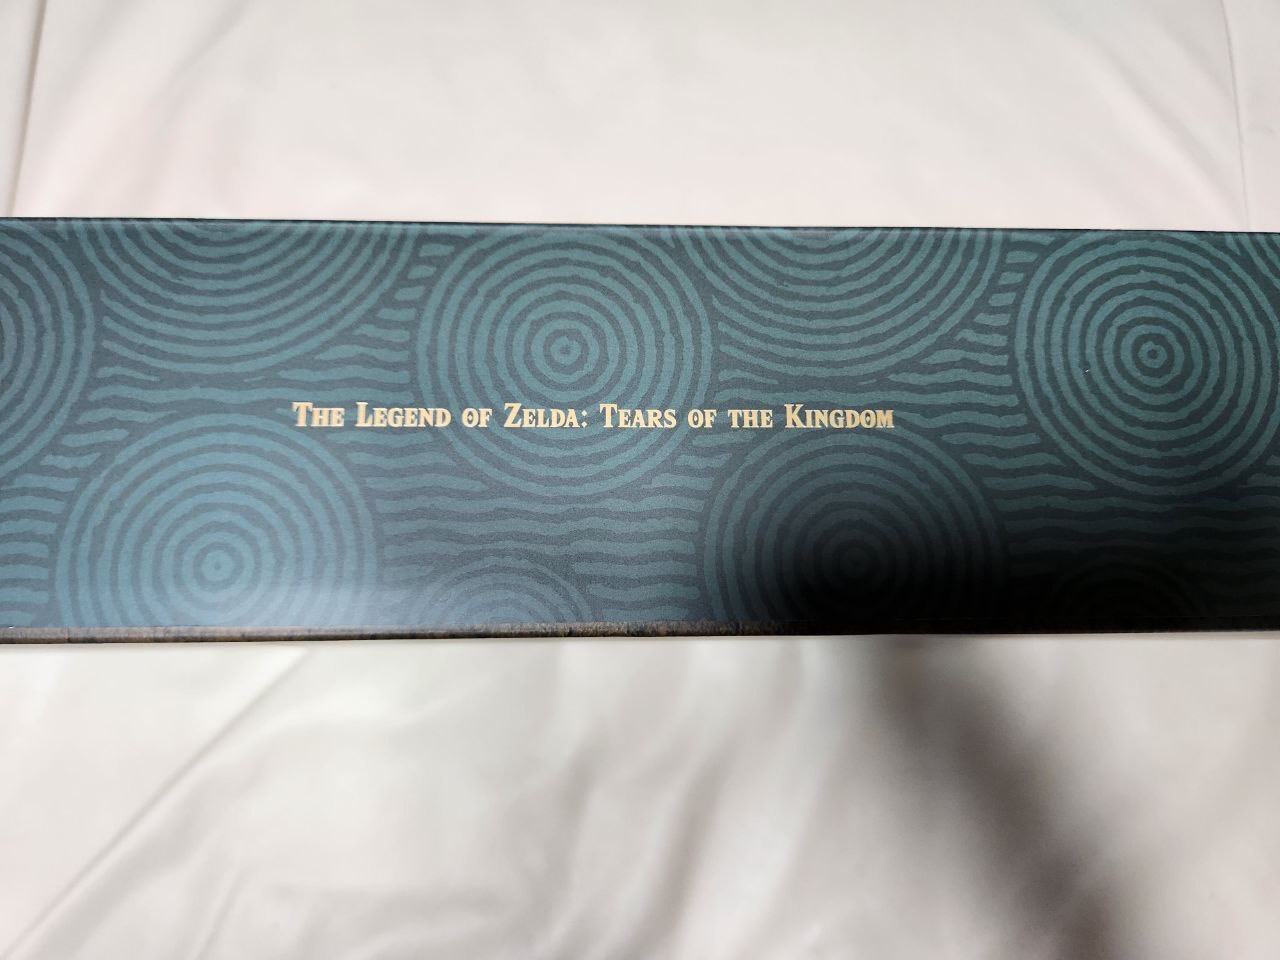 The Legend of Zelda: Tears of the Kingdom